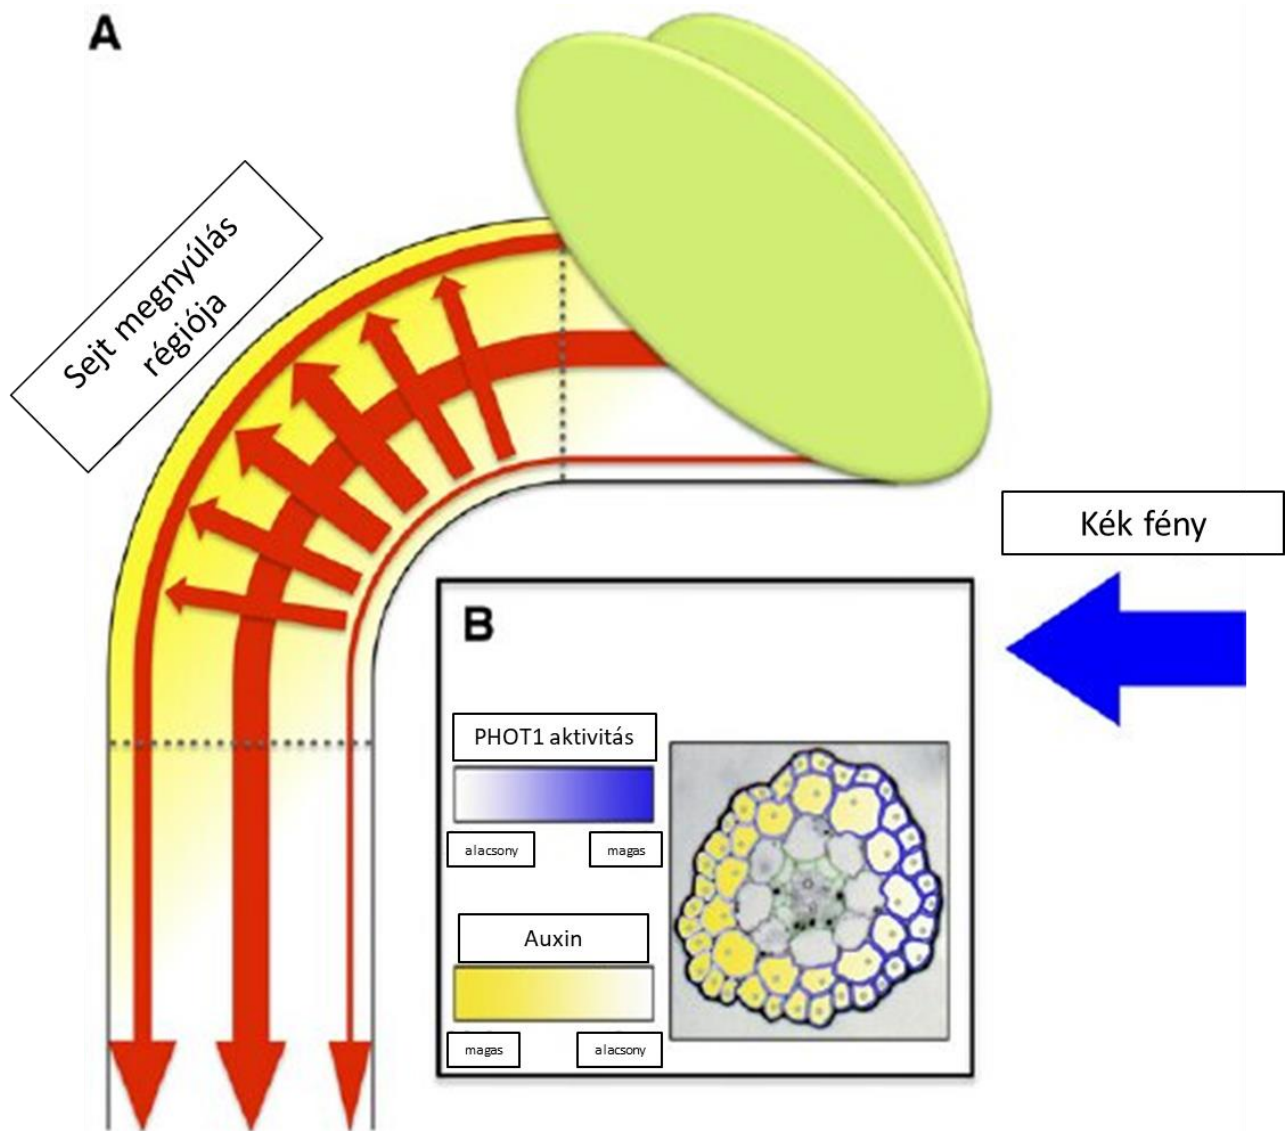 A
Sejt megnyúlás
régiója
Kék fény
B
PHOT1 aktivitás
alacsony
magas
Auxin
magas
alacsony